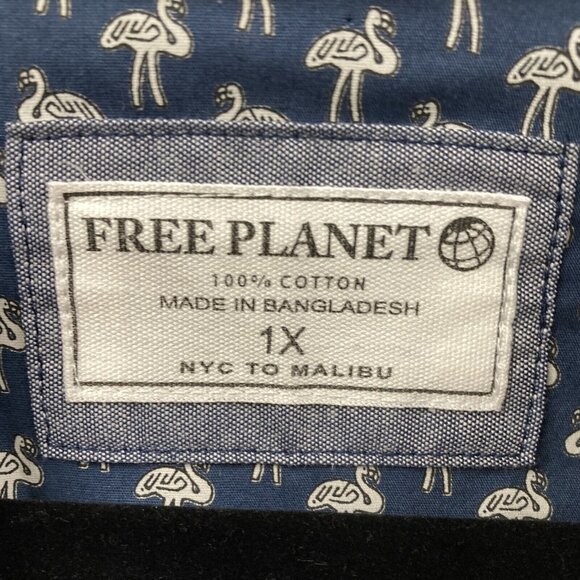 FREE PLANET
100% COTTON
MADE IN BANGLADESH
1X
NYC TO MALIBU